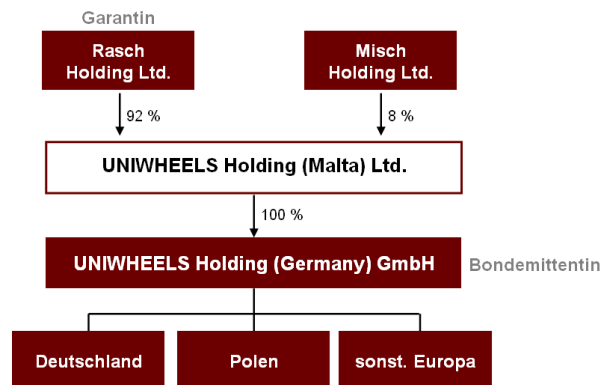 Garantin
Rasch
Holding Ltd.
Misch
Holding Ltd.
92 %
8 %
UNIWHEELS Holding (Malta) Ltd.
100 %
UNIWHEELS Holding (Germany) GmbH
Bondemittentin
Deutschland
Polen
sonst. Europa